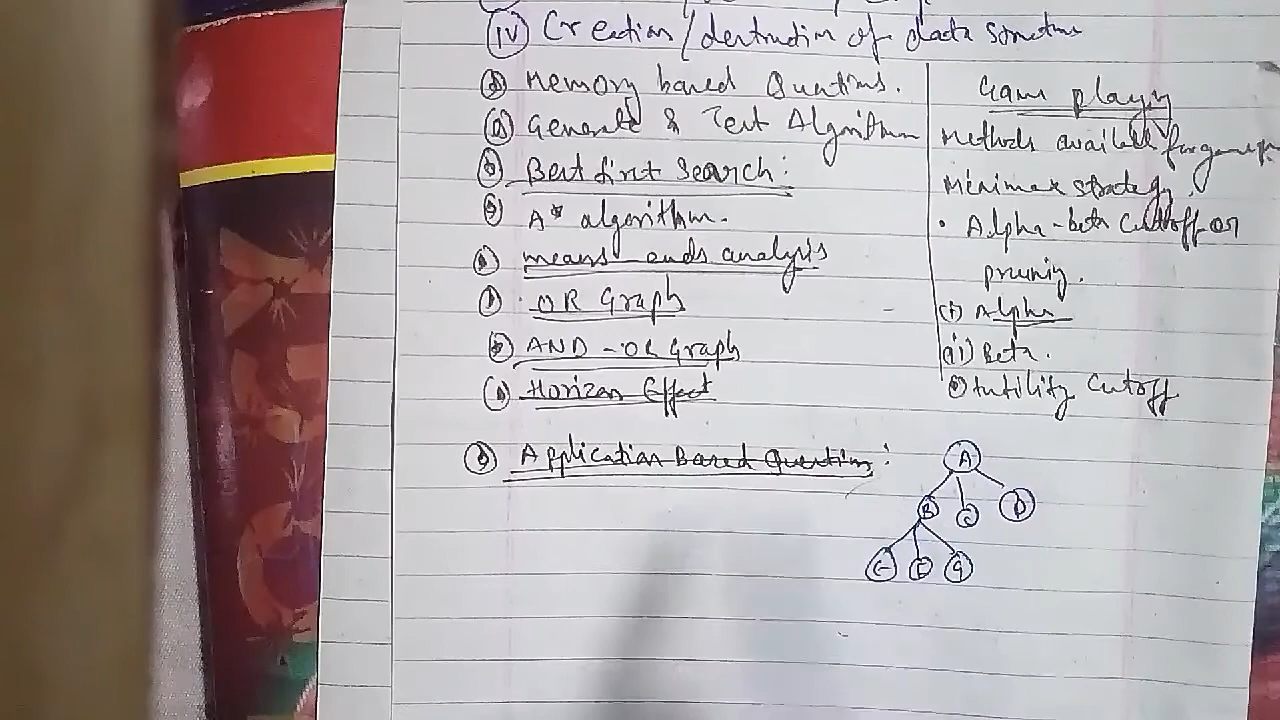 (IV) Creation/destruction of data structure
Memory based Questions.
Generate & Test Algorithm
Best first Search:
A* algorithm.
means ends analysis
OR Graph
AND-OR Graph
Horizan Effect
Application Based Questions:
Game playing
Methods available for
Minimax strategy.
• Alpha-beta Cutoff or
pruning.
(i) Alpha
(ii) Beta.
futility Cutoff
A
B C D
E G